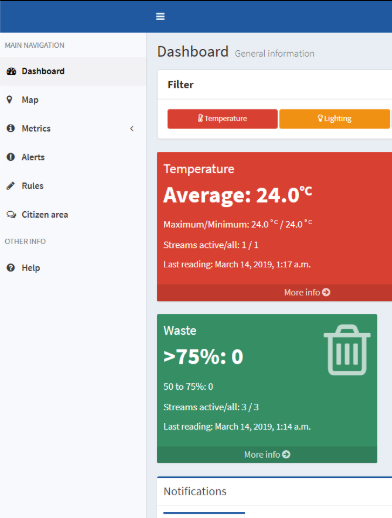 MAIN NAVIGATION
Dashboard
Map
Metrics
Alerts
Rules
Citizen area
OTHER INFO
Help
Dashboard General information
Filter
Temperature
Lighting
Temperature
Average: 24.0°C
Maximum/Minimum: 24.0 °C / 24.0 °C
Streams active/all: 1 / 1
Last reading: March 14, 2019, 1:17 a.m.
More info
Waste
>75%: 0
50 to 75%: 0
Streams active/all: 3 / 3
Last reading: March 14, 2019, 1:14 a.m.
More info
Notifications